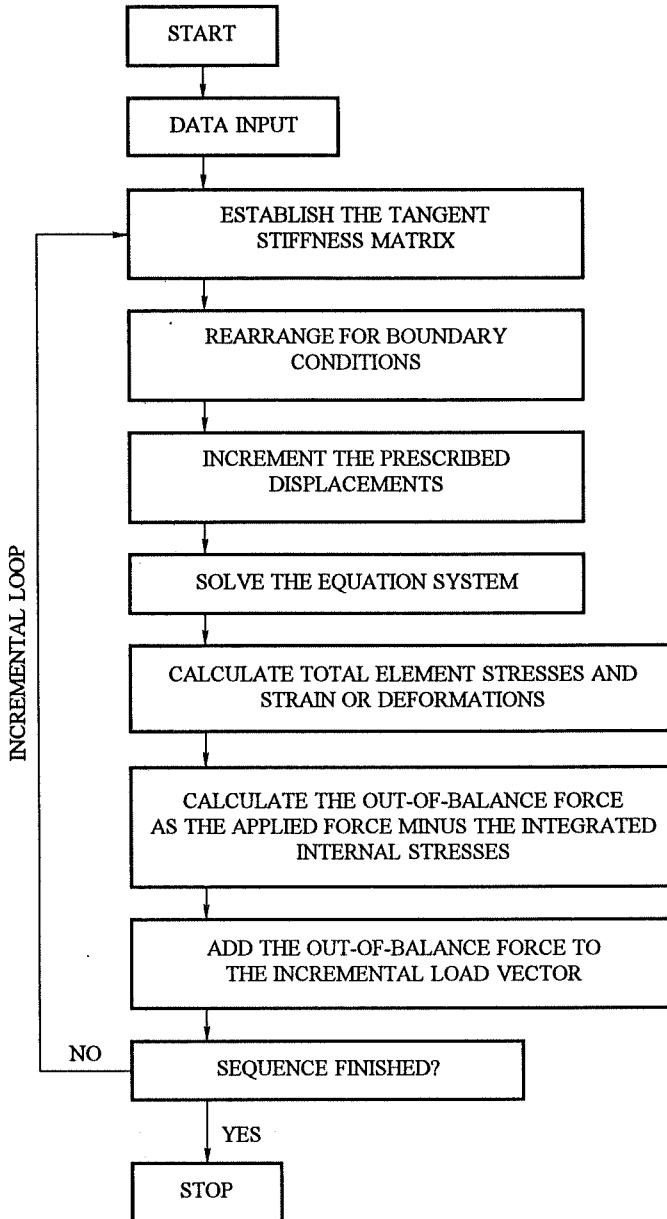 START
DATA INPUT
ESTABLISH THE TANGENT
STIFFNESS MATRIX
REARRANGE FOR BOUNDARY
CONDITIONS
INCREMENT THE PRESCRIBED
DISPLACEMENTS
SOLVE THE EQUATION SYSTEM
CALCULATE TOTAL ELEMENT STRESSES AND
STRAIN OR DEFORMATIONS
CALCULATE THE OUT-OF-BALANCE FORCE
AS THE APPLIED FORCE MINUS THE INTEGRATED
INTERNAL STRESSES
ADD THE OUT-OF-BALANCE FORCE TO
THE INCREMENTAL LOAD VECTOR
SEQUENCE FINISHED?
NO
YES
STOP
INCREMENTAL LOOP